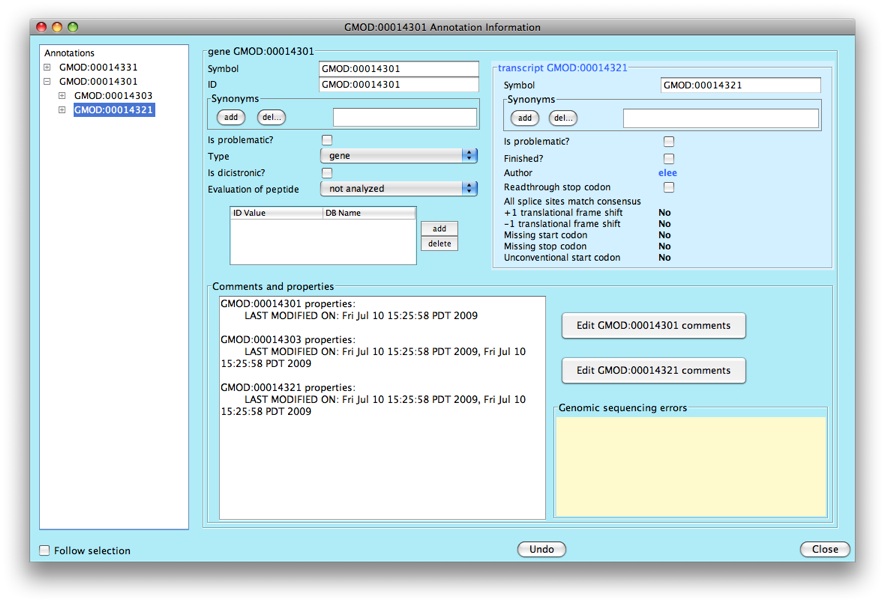 GMOD:00014301 Annotation Information
Annotations
GMOD:00014331
GMOD:00014301
GMOD:00014303
GMOD:00014321
gene GMOD:00014301
Symbol GMOD:00014301
ID GMOD:00014301
Synonyms
add del...
Is problematic?
Type gene
Is dicistronic?
Evaluation of peptide not analyzed
ID Value DB Name
add
delete
transcript GMOD:00014321
Symbol GMOD:00014321
Synonyms
add del...
Is problematic?
Finished?
Author elee
Readthrough stop codon
All splice sites match consensus
+1 translational frame shift No
-1 translational frame shift No
Missing start codon No
Missing stop codon No
Unconventional start codon No
Comments and properties
GMOD:00014301 properties:
LAST MODIFIED ON: Fri Jul 10 15:25:58 PDT 2009
GMOD:00014303 properties:
LAST MODIFIED ON: Fri Jul 10 15:25:58 PDT 2009, Fri Jul 10
15:25:58 PDT 2009
GMOD:00014321 properties:
LAST MODIFIED ON: Fri Jul 10 15:25:58 PDT 2009, Fri Jul 10
15:25:58 PDT 2009
Edit GMOD:00014301 comments
Edit GMOD:00014321 comments
Genomic sequencing errors
Follow selection
Undo
Close